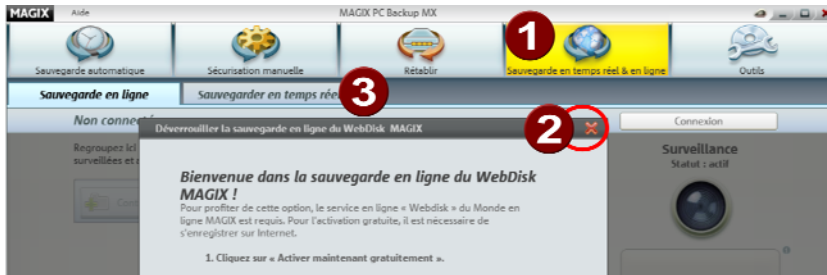 MAGIX Aide MAGIX PC Backup MX
1
Sauvegarde automatique Sécurisation manuelle Rétablir Sauvegarde en temps réel & en ligne Outils
Sauvegarde en ligne Sauvegarder en temps réel
3
Non connect
Connexion
Déverrouiller la sauvegarde en ligne du WebDisk MAGIX
2
Regroupez ici
surveillées et
Surveillance
Statut : actif
Bienvenue dans la sauvegarde en ligne du WebDisk
MAGIX !
Pour profiter de cette option, le service en ligne « Webdisk » du Monde en
ligne MAGIX est requis. Pour l'activation gratuite, il est nécessaire de
s'enregistrer sur Internet.
1. Cliquez sur « Activer maintenant gratuitement ».